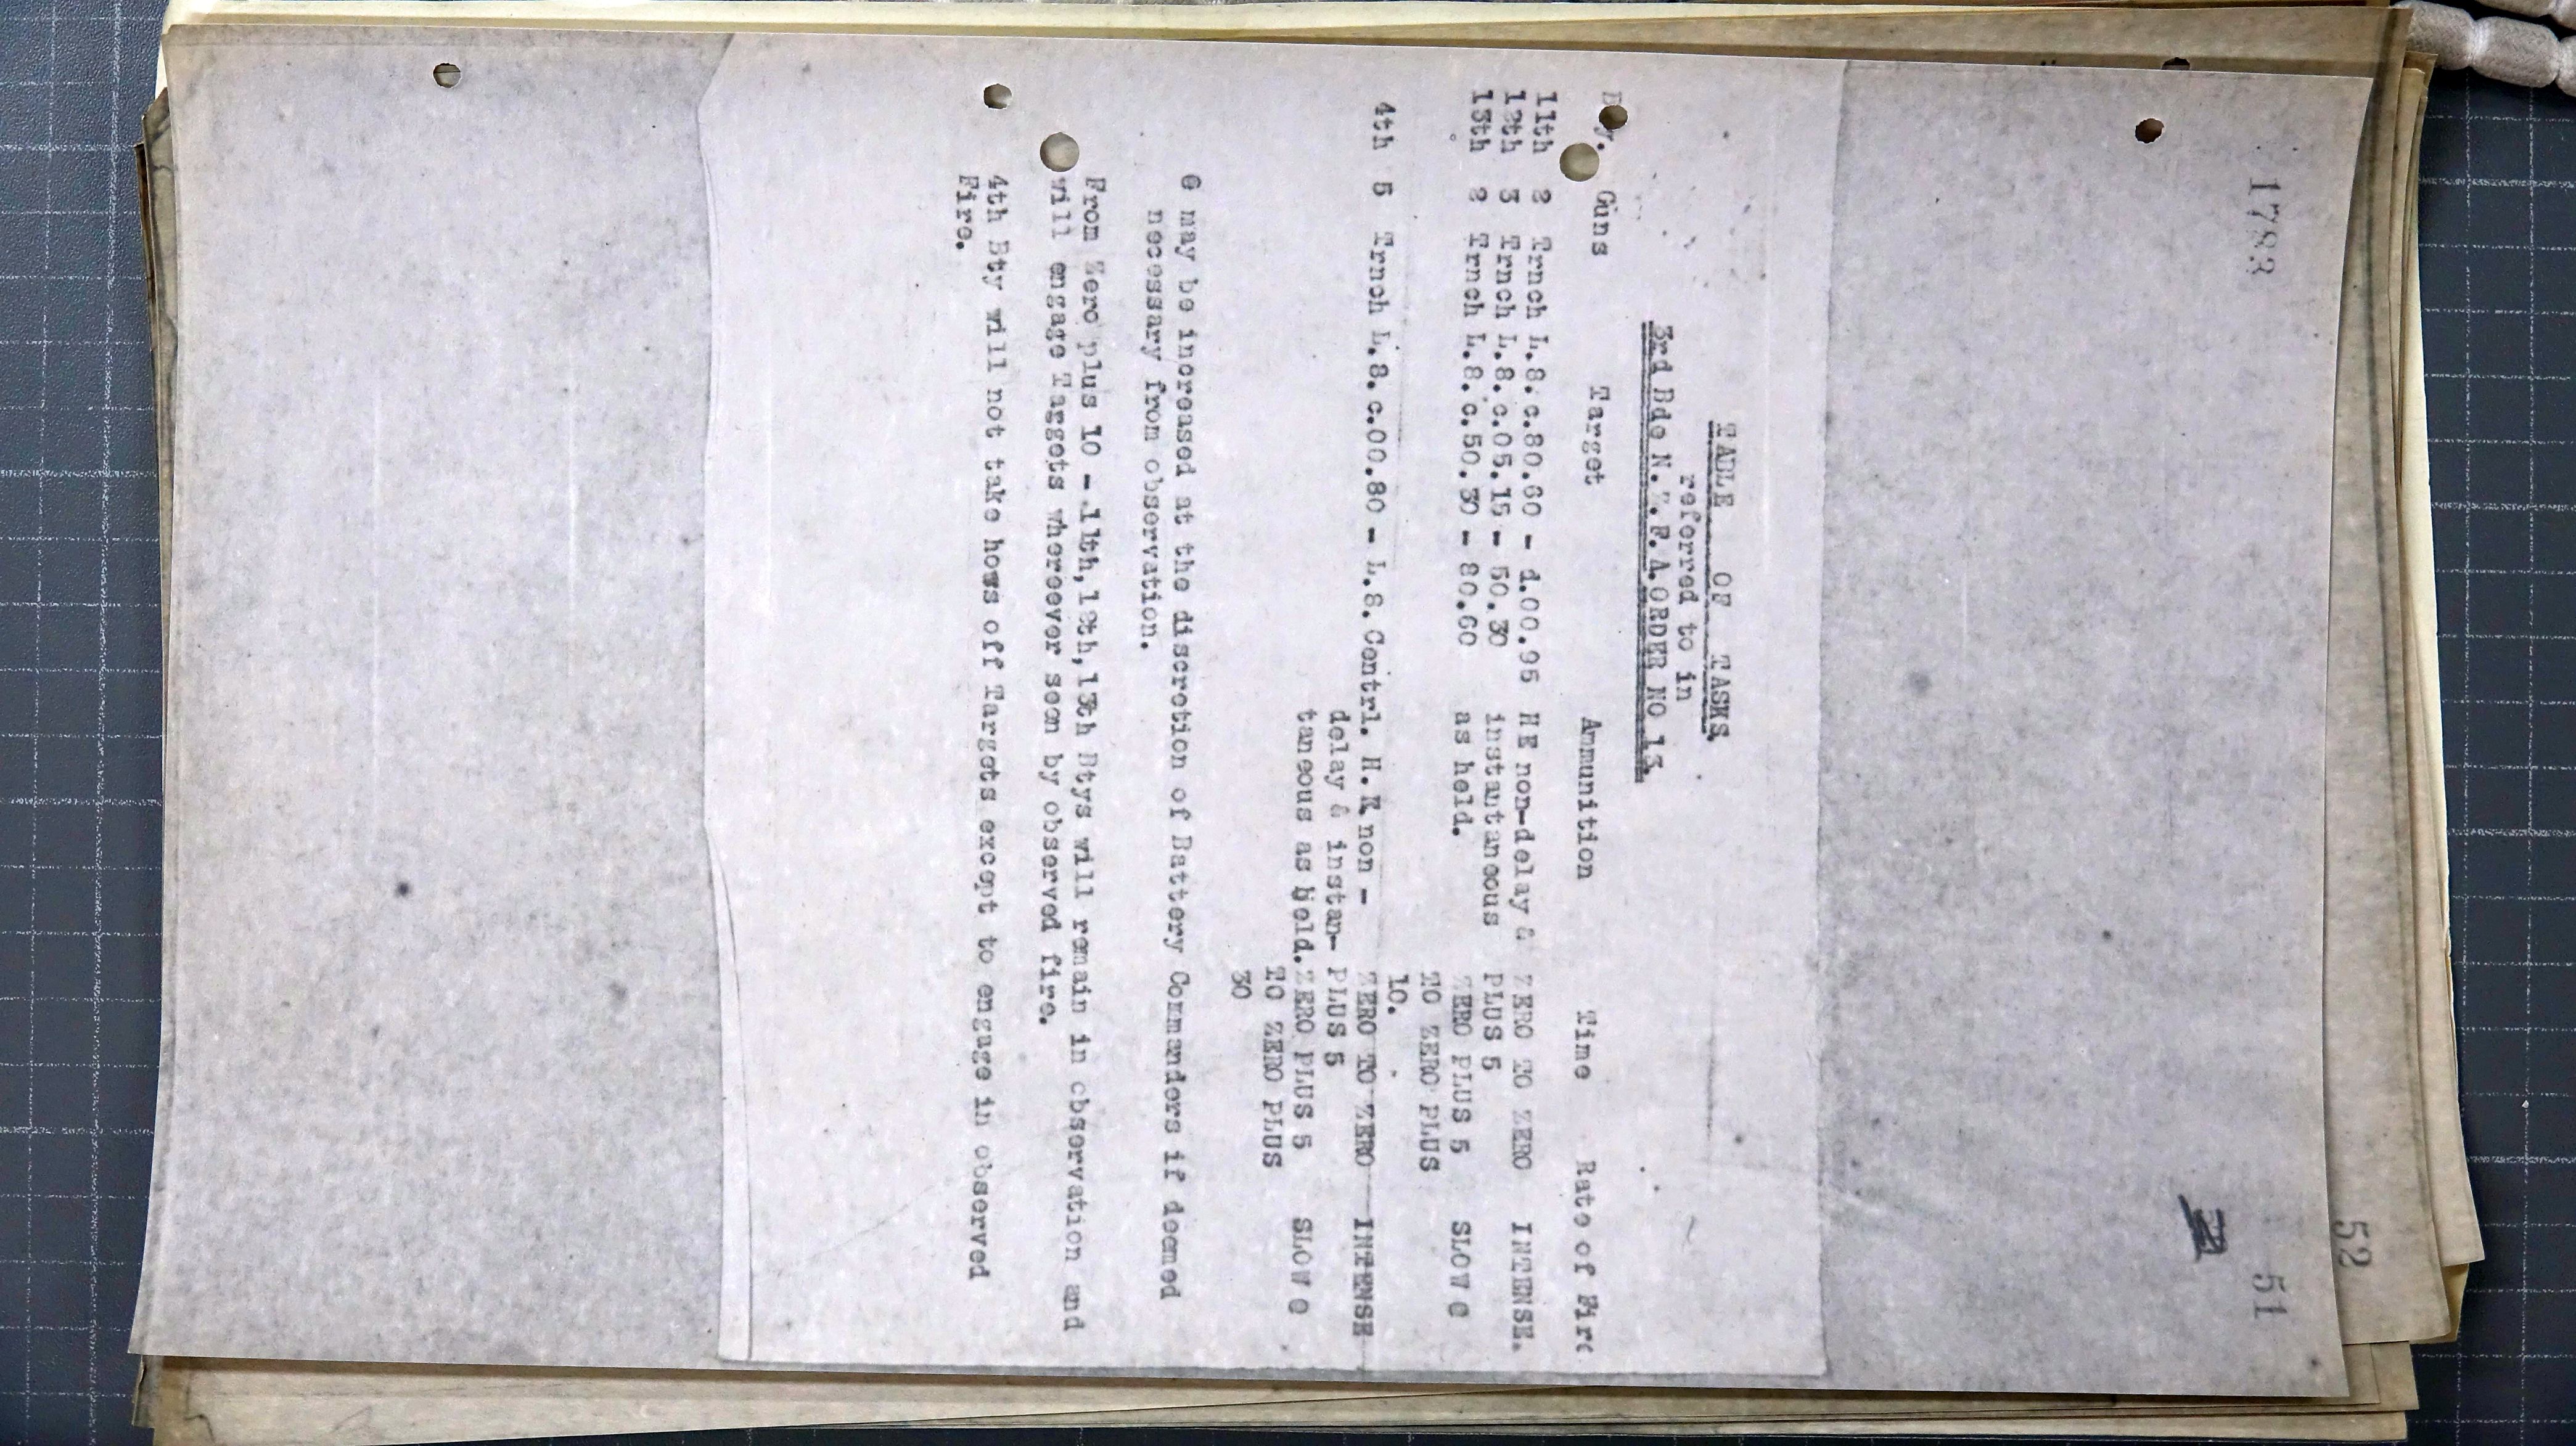 1783
51
52
TABLE OF TASKS.
referred to in
3rd Bde N.Z.F.A. ORDER NO 13.
Guns Target Ammunition Time Rate of Fire
11th 2 Trnch L.8.c.80.60 - d.00.95 HE non-delay & ZERO TO ZERO INTENSE.
12th 3 Trnch L.8.c.05.15 - 50.30 instantaneous PLUS 5
13th 2 Trnch L.8.c.50.30 - 80.60 as held. ZERO PLUS 5 SLOW @
TO ZERO PLUS
10.
4th 5 Trnch L.8.c.00.80 - L.8.Centrl. H.E non - ZERO TO ZERO INTENSE
delay & instan- PLUS 5
taneous as held. ZERO PLUS 5 SLOW @
TO ZERO PLUS
30
@ may be increased at the discretion of Battery Commanders if deemed
necessary from observation.
From Zero plus 10 - 11th,12th,13th Btys will remain in observation and
will engage Targets whereever seen by observed fire.
4th Bty will not take hows off Targets except to engage in observed
Fire.